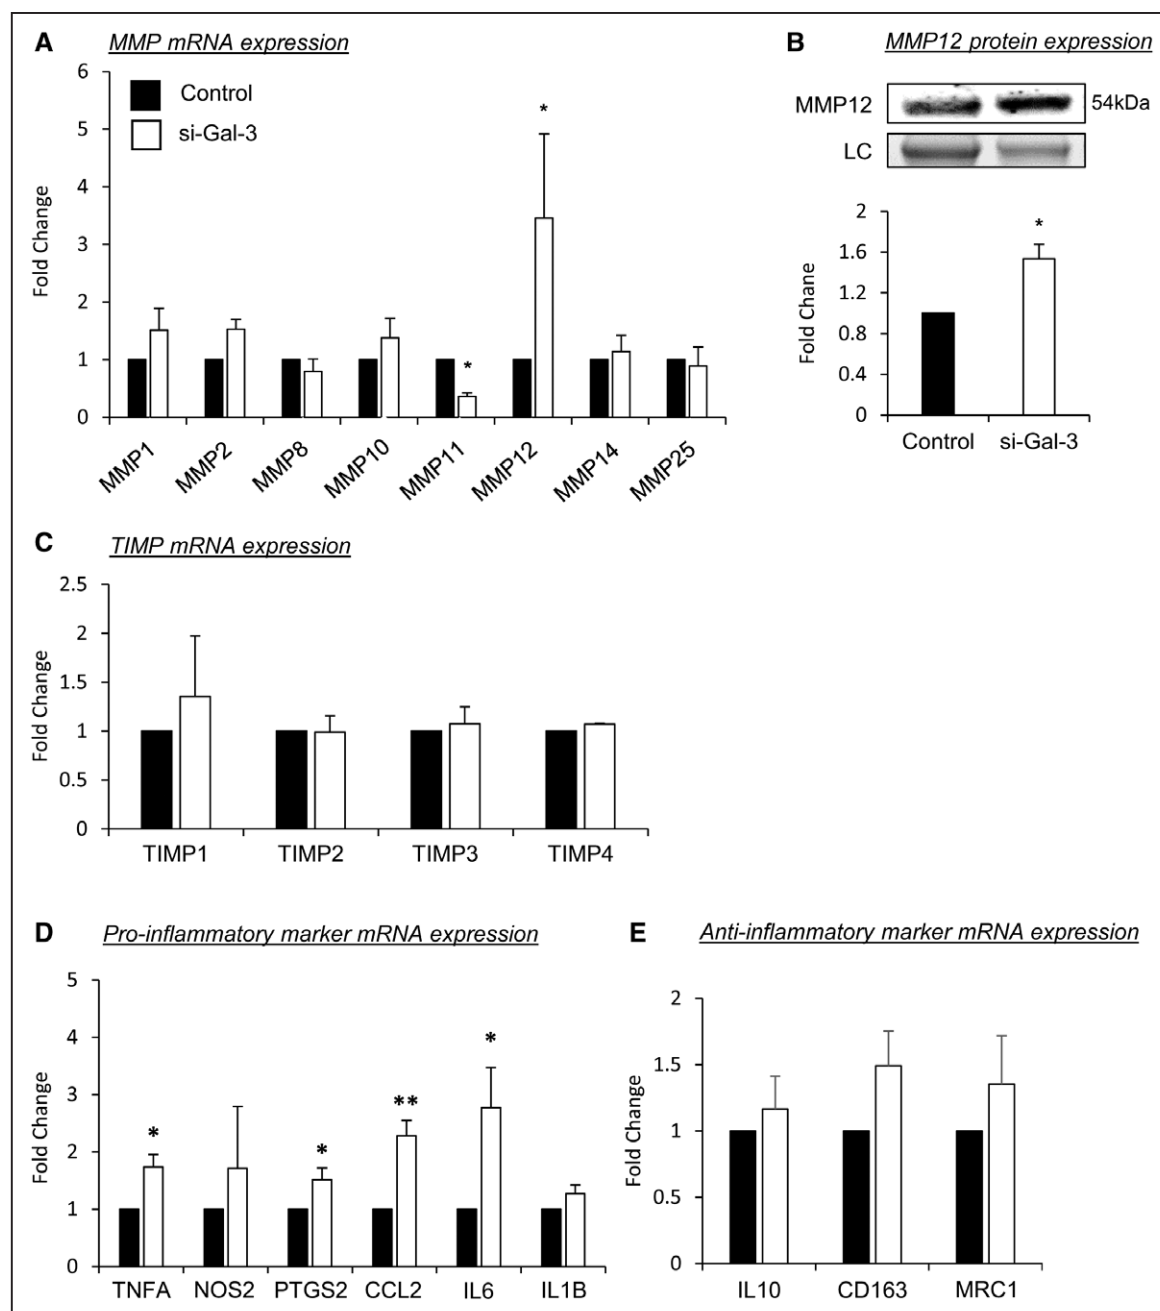 A MMP mRNA expression
Control
si-Gal-3
*
*
Fold Change
6
5
4
3
2
1
0
MMP1 MMP2 MMP8 MMP10 MMP11 MMP12 MMP14 MMP25
B MMP12 protein expression
MMP12 54kDa
LC
*
Fold Chane
2
1.6
1.2
0.8
0.4
0
Control si-Gal-3
C TIMP mRNA expression
Fold Change
2.5
2
1.5
1
0.5
0
TIMP1 TIMP2 TIMP3 TIMP4
D Pro-inflammatory marker mRNA expression
Fold Change
5
4
3
2
1
0
* * ** *
TNFA NOS2 PTGS2 CCL2 IL6 IL1B
E Anti-inflammatory marker mRNA expression
Fold Change
2
1.5
1
0.5
0
IL10 CD163 MRC1